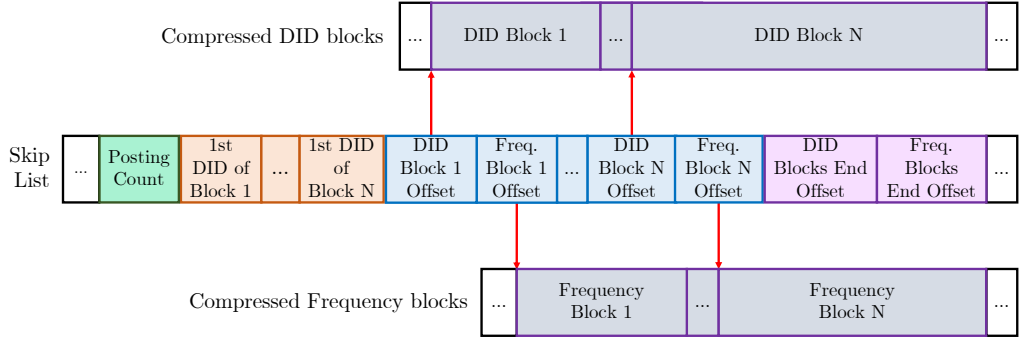 Compressed DID blocks
...
DID Block 1
...
DID Block N
...
Skip
List
...
Posting
Count
1st
DID of
Block 1
...
1st DID
of
Block N
DID
Block 1
Offset
Freq.
Block 1
Offset
...
DID
Block N
Offset
Freq.
Block N
Offset
DID
Blocks End
Offset
Freq.
Blocks
End Offset
...
Compressed Frequency blocks
...
Frequency
Block 1
...
Frequency
Block N
...